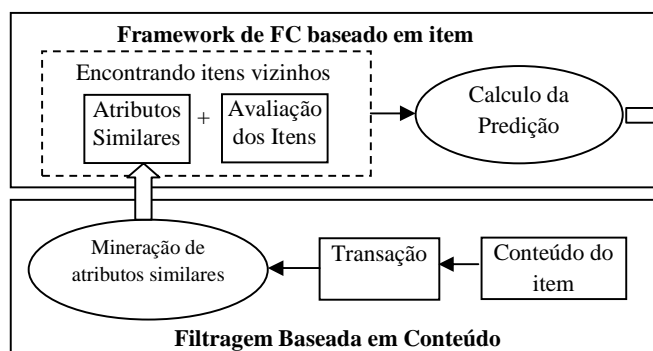 Framework de FC baseado em item
Encontrando itens vizinhos
Atributos
Similares
+
Avaliação
dos Itens
Calculo da
Predição
Mineração de
atributos similares
Transação
Conteúdo do
item
Filtragem Baseada em Conteúdo